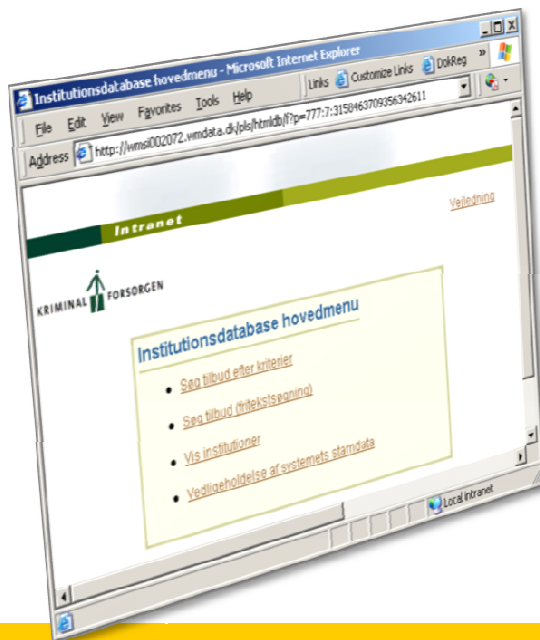 Institutionsdatabase hovedmenu - Microsoft Internet Explorer
File Edit View Favorites Tools Help Links Customize Links DokReg »
Address http://wmsi002072.wmdata.dk/pls/htmldb/f?p=777:7:3158463709356342611
Intranet
Vejledning
KRIMINAL FORSORGEN
Institutionsdatabase hovedmenu
• Søg tilbud efter kriterier
• Søg tilbud (fritekstsøgning)
• Vis institutioner
• Vedligeholdelse af systemets stamdata
Local intranet